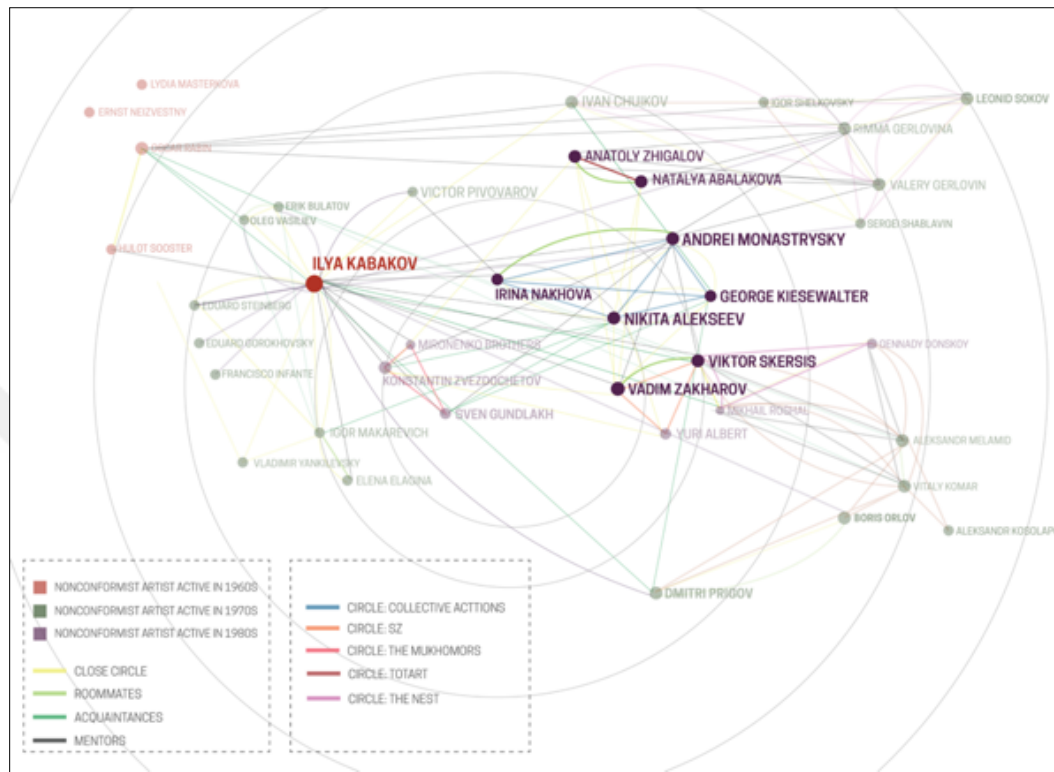 LYDIA MASTERKOVA
ERNST NEIZVESTNY
OSKAR RABIN
IVAN CHUIKOV
IGOR SHELKOVSKY
LEONID SOKOV
RIMMA GERLOVINA
ANATOLY ZHIGALOV
NATALYA ABALAKOVA
VALERY GERLOVIN
VICTOR PIVOVAROV
ERIK BULATOV
OLEG VASILIEV
SERGEI SHABLAVIN
HULOT SOOSTER
ANDREI MONASTRYSKY
ILYA KABAKOV
IRINA NAKHOVA
GEORGE KIESEWALTER
EDUARD STEINBERG
NIKITA ALEKSEEV
EDUARD GOROKHOVSKY
MIRONENKO BROTHERS
GENNADY DONSKOY
VIKTOR SKERSIS
FRANCISCO INFANTE
KONSTANTIN ZVEZDOCHETOV
VADIM ZAKHAROV
SVEN GUNDLAKH
MIKHAIL ROSHAL
IGOR MAKAREVICH
YURI ALBERT
ALEKSANDR MELAMID
VLADIMIR YANKILEVSKY
ELENA ELAGINA
VITALY KOMAR
BORIS ORLOV
ALEKSANDR KOSOLAPO
DMITRI PRIGOV
NONCONFORMIST ARTIST ACTIVE IN 1960S
NONCONFORMIST ARTIST ACTIVE IN 1970S
NONCONFORMIST ARTIST ACTIVE IN 1980S
CLOSE CIRCLE
ROOMMATES
ACQUAINTANCES
MENTORS
CIRCLE: COLLECTIVE ACTTIONS
CIRCLE: SZ
CIRCLE: THE MUKHOMORS
CIRCLE: TOTART
CIRCLE: THE NEST